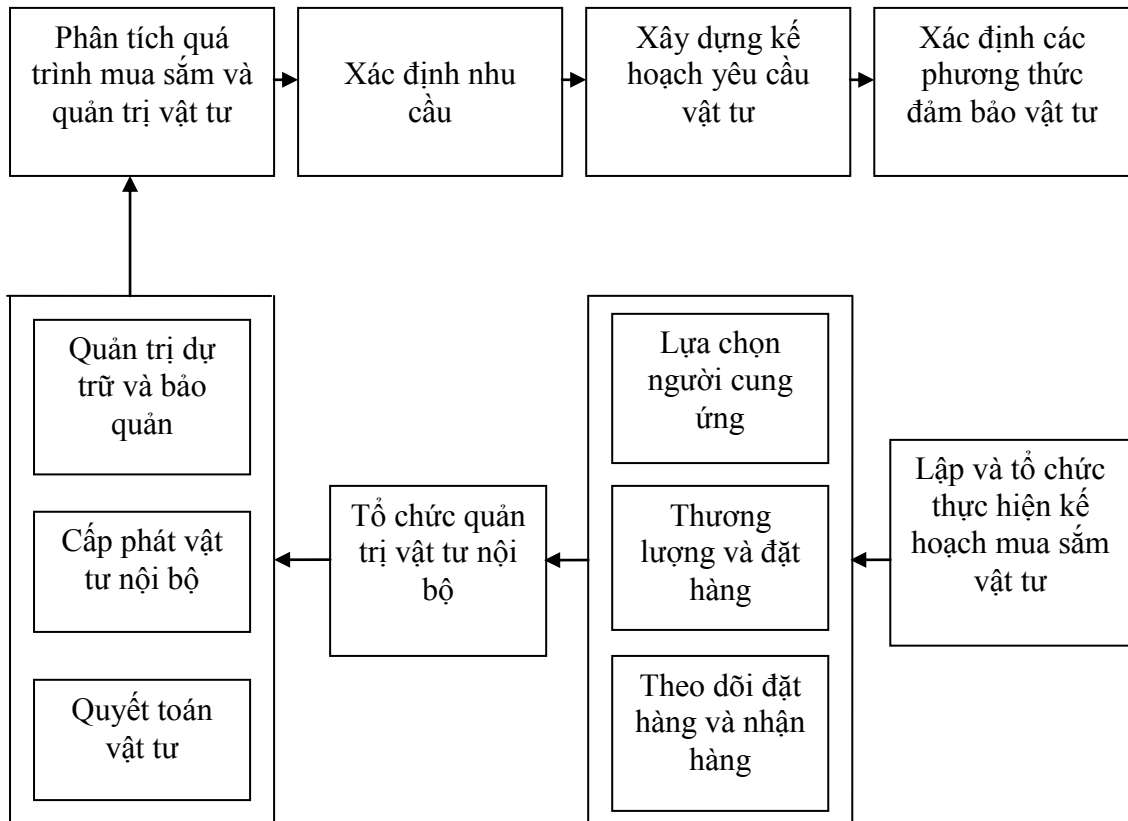 Phân tích quá
trình mua sắm và
quản trị vật tư
Xác định nhu
cầu
Xây dựng kế
hoạch yêu cầu
vật tư
Xác định các
phương thức
đảm bảo vật tư
Quản trị dự
trữ và bảo
quản
Cấp phát vật
tư nội bộ
Quyết toán
vật tư
Tổ chức quản
trị vật tư nội
bộ
Lựa chọn
người cung
ứng
Thương
lượng và đặt
hàng
Theo dõi đặt
hàng và nhận
hàng
Lập và tổ chức
thực hiện kế
hoạch mua sắm
vật tư